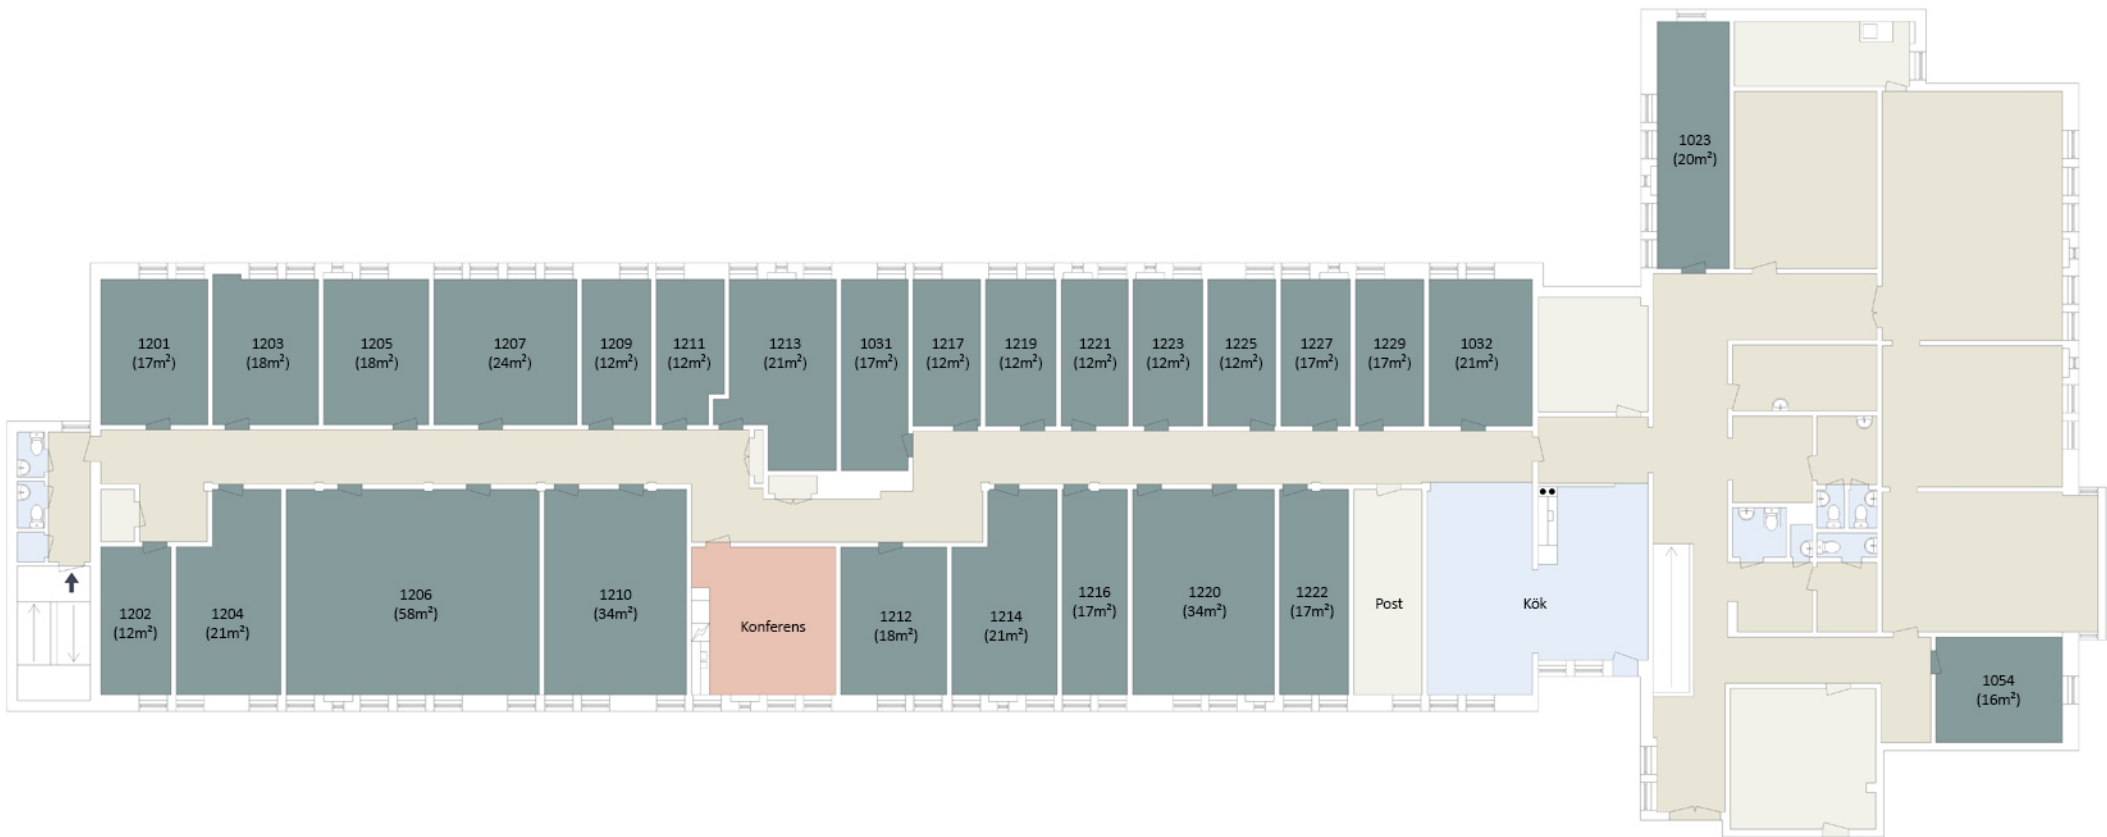 1023
(20m²)
1201
(17m²)
1203
(18m²)
1205
(18m²)
1207
(24m²)
1209
(12m²)
1211
(12m²)
1213
(21m²)
1031
(17m²)
1217
(12m²)
1219
(12m²)
1221
(12m²)
1223
(12m²)
1225
(12m²)
1227
(17m²)
1229
(17m²)
1032
(21m²)
1202
(12m²)
1204
(21m²)
1206
(58m²)
1210
(34m²)
Konferens
1212
(18m²)
1214
(21m²)
1216
(17m²)
1220
(34m²)
1222
(17m²)
Post
Kök
1054
(16m²)